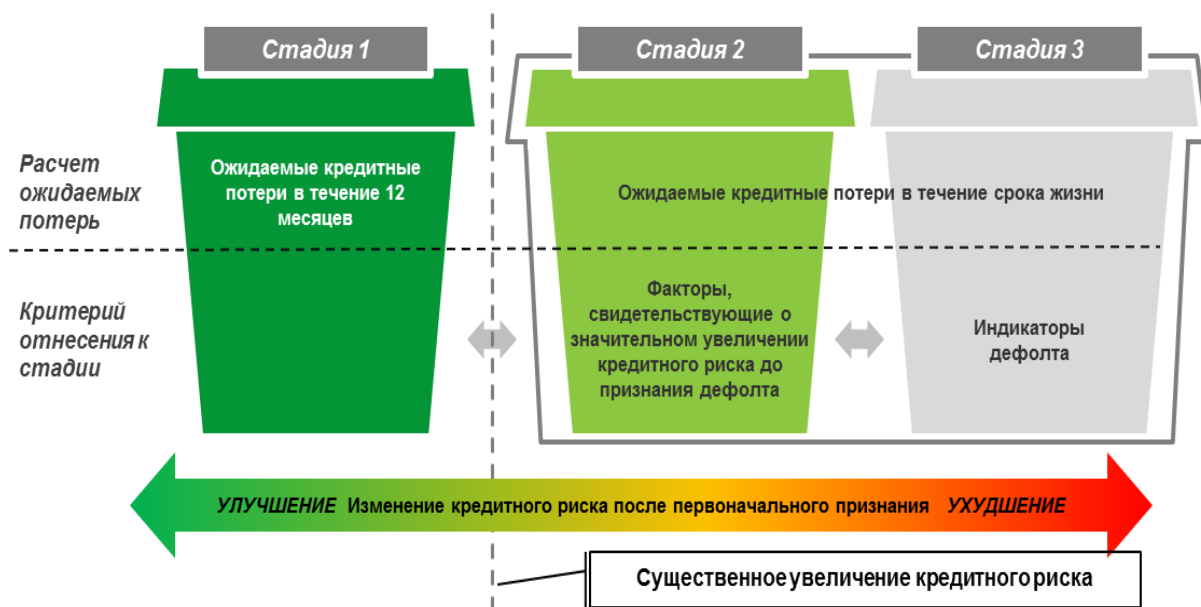 Стадия 1
Стадия 2
Стадия 3
Расчет
ожидаемых
потерь
Ожидаемые кредитные
потери в течение 12
месяцев
Ожидаемые кредитные потери в течение срока жизни
Критерий
отнесения к
стадии
Факторы,
свидетельствующие о
значительном увеличении
кредитного риска до
признания дефолта
Индикаторы
дефолта
УЛУЧШЕНИЕ Изменение кредитного риска после первоначального признания УХУДШЕНИЕ
Существенное увеличение кредитного риска